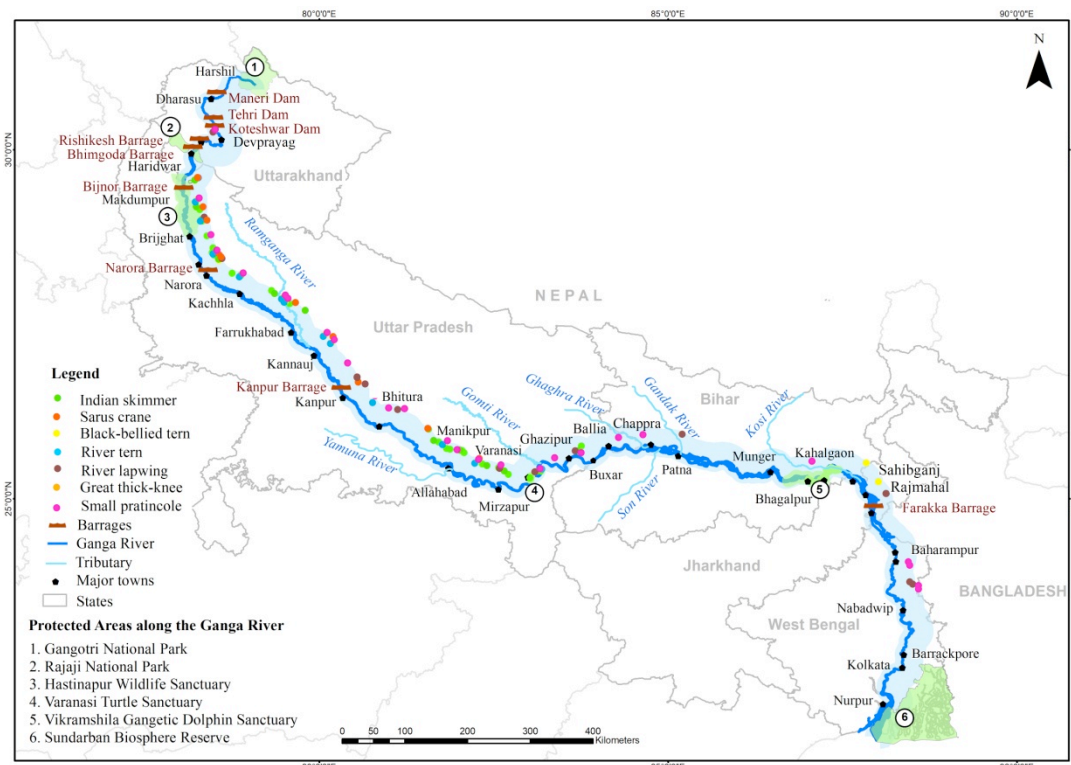 80°0'0"E
85°0'0"E
90°0'0"E
N
Harshil
1
Dharasu
Maneri Dam
Tehri Dam
2
Koteshwar Dam
Rishikesh Barrage
Devprayag
30°0'0"N
Bhimgoda Barrage
Haridwar
Uttarakhand
Bijnor Barrage
Makdumpur
3
Brijghat
Ramganga River
Narora Barrage
Narora
NEPAL
Kachhla
Uttar Pradesh
Farrukhabad
Kannauj
Kanpur Barrage
Kanpur
Bhitura
Gomti River
Ghaghra River
Gandak River
Bihar
Kosi River
Manikpur
Ghazipur
Ballia
Chappra
Varanasi
Yamuna River
Munger
Kahalgaon
Sahibganj
Allahabad
4
Buxar
Patna
5
Rajmahal
25°0'0"N
Mirzapur
Son River
Bhagalpur
Farakka Barrage
Baharampur
Jharkhand
BANGLADESH
Nabadwip
West Bengal
Barrackpore
Kolkata
Nurpur
6
Legend
Indian skimmer
Sarus crane
Black-bellied tern
River tern
River lapwing
Great thick-knee
Small pratincole
Barrages
Ganga River
Tributary
Major towns
States
Protected Areas along the Ganga River
1. Gangotri National Park
2. Rajaji National Park
3. Hastinapur Wildlife Sanctuary
4. Varanasi Turtle Sanctuary
5. Vikramshila Gangetic Dolphin Sanctuary
6. Sundarban Biosphere Reserve
0 50 100 200 300 400
Kilometers